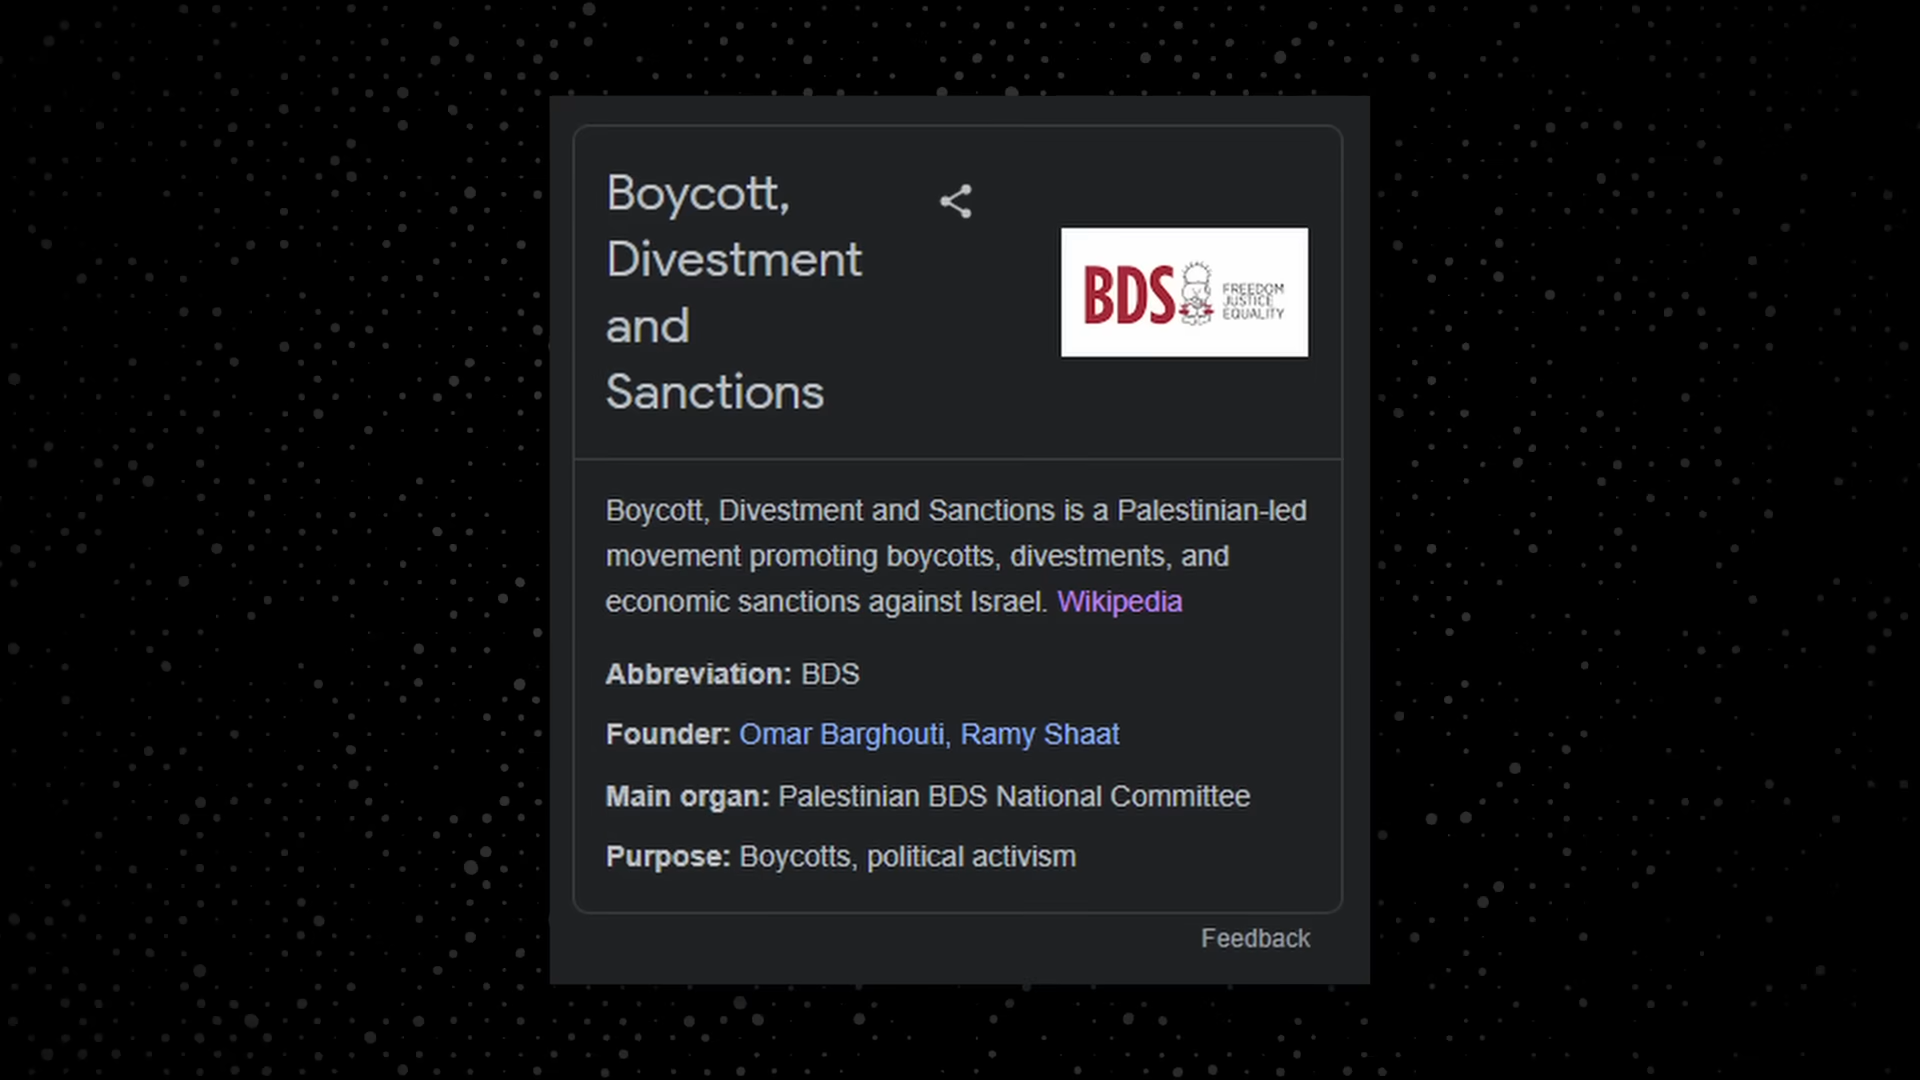 Boycott,
Divestment
and
Sanctions
BDS
FREEDOM
JUSTICE
EQUALITY
Boycott, Divestment and Sanctions is a Palestinian-led
movement promoting boycotts, divestments, and
economic sanctions against Israel. Wikipedia
Abbreviation: BDS
Founder: Omar Barghouti, Ramy Shaat
Main organ: Palestinian BDS National Committee
Purpose: Boycotts, political activism
Feedback